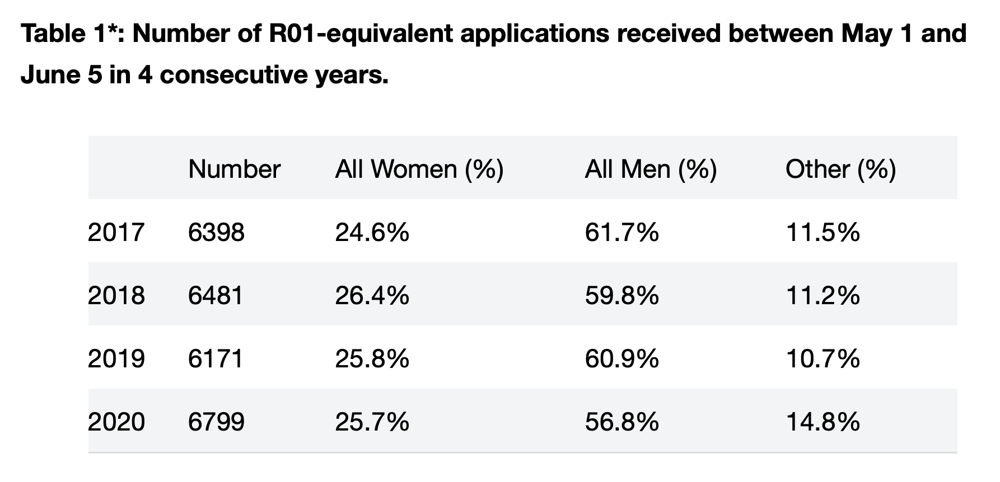 Table 1*: Number of R01-equivalent applications received between May 1 and
June 5 in 4 consecutive years.
Number All Women (%) All Men (%) Other (%)
2017 6398 24.6% 61.7% 11.5%
2018 6481 26.4% 59.8% 11.2%
2019 6171 25.8% 60.9% 10.7%
2020 6799 25.7% 56.8% 14.8%